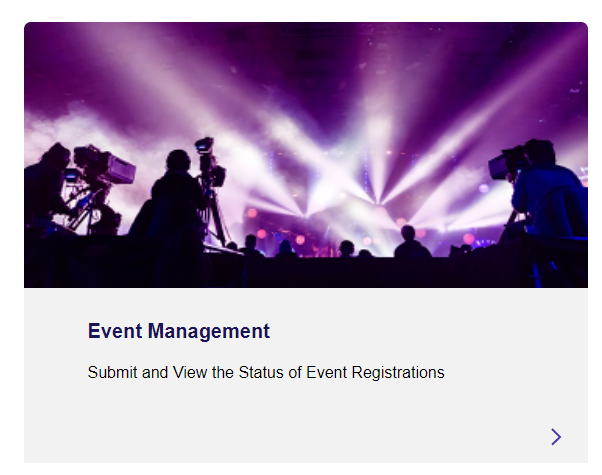 Event Management
Submit and View the Status of Event Registrations